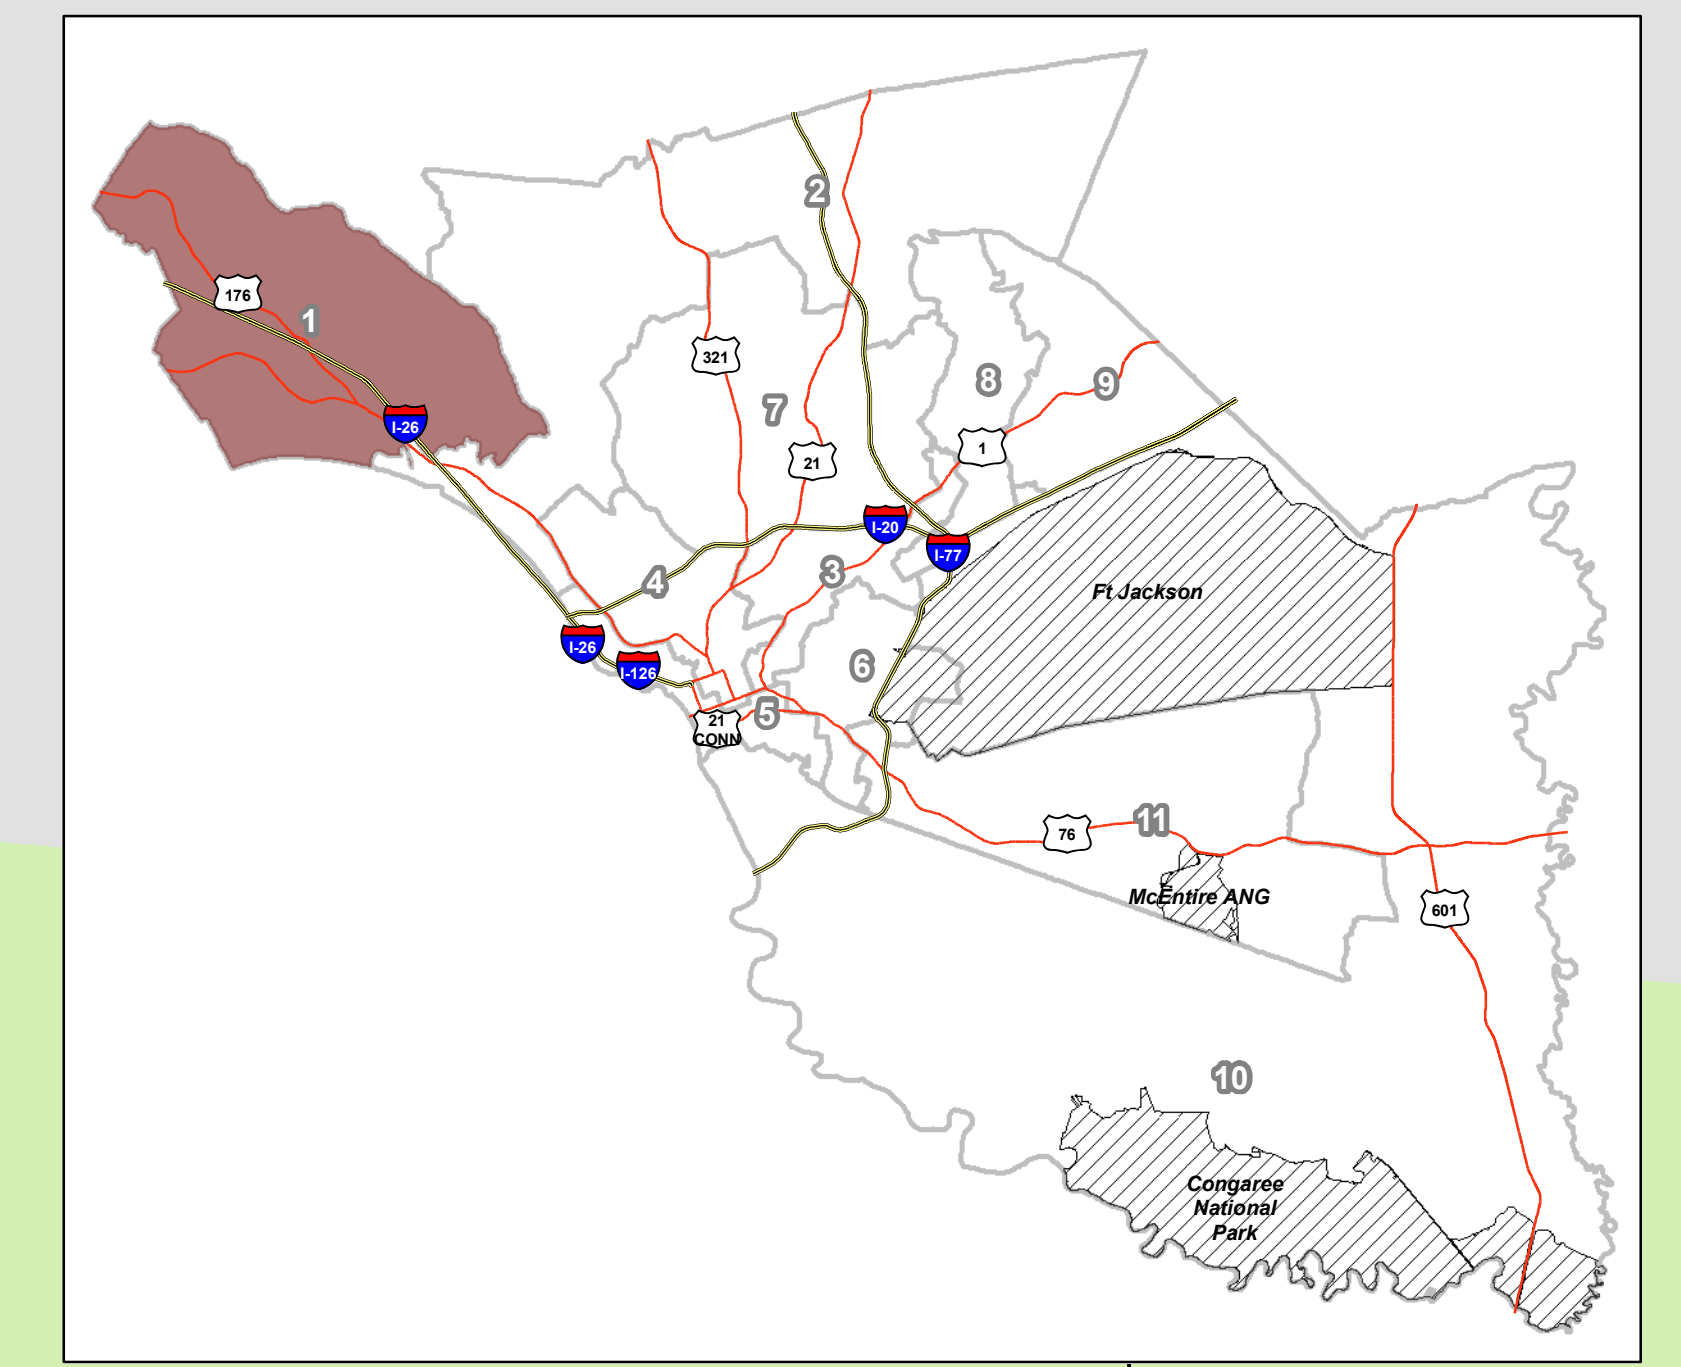 2
176
1
321
8
9
7
I-26
1
21
I-20
I-77
3
4
Ft Jackson
I-26
6
I-126
5
21
CONN
11
76
McEntire ANG
601
10
Congaree
National
Park